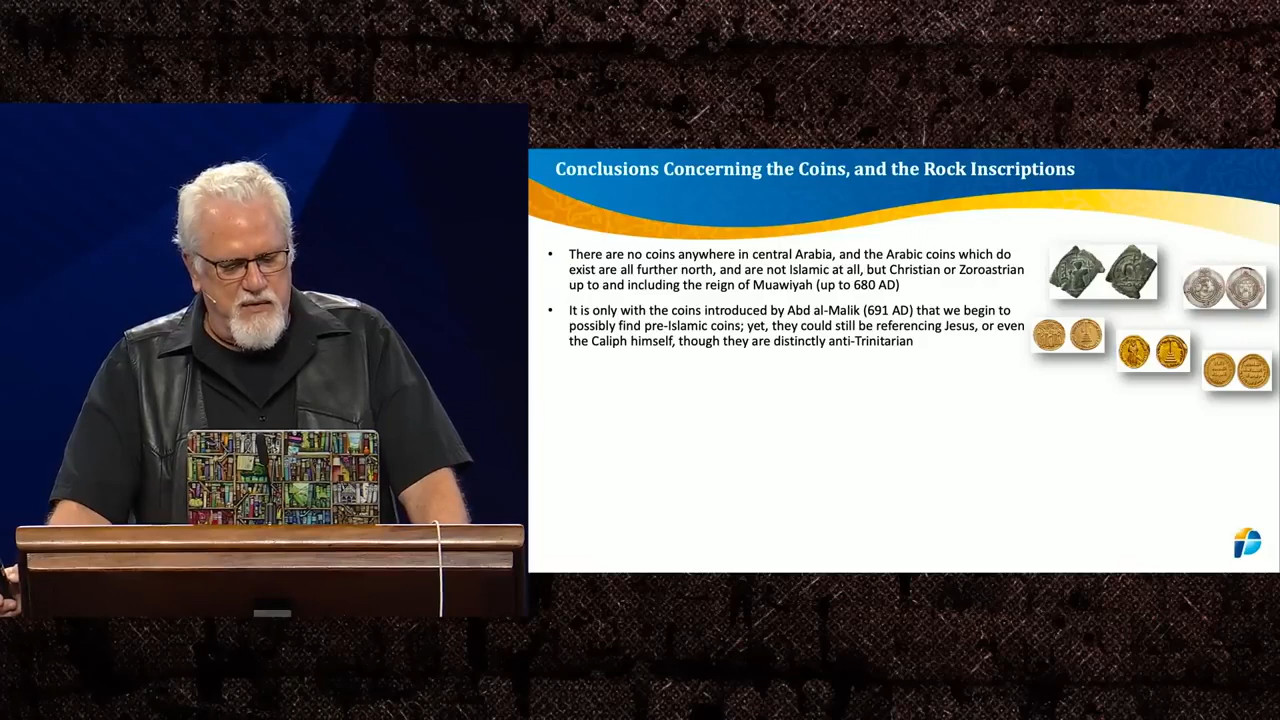 Conclusions Concerning the Coins, and the Rock Inscriptions
• There are no coins anywhere in central Arabia, and the Arabic coins which do
exist are all further north, and are not Islamic at all, but Christian or Zoroastrian
up to and including the reign of Muawiyah (up to 680 AD)
• It is only with the coins introduced by Abd al-Malik (691 AD) that we begin to
possibly find pre-Islamic coins; yet, they could still be referencing Jesus, or even
the Caliph himself, though they are distinctly anti-Trinitarian